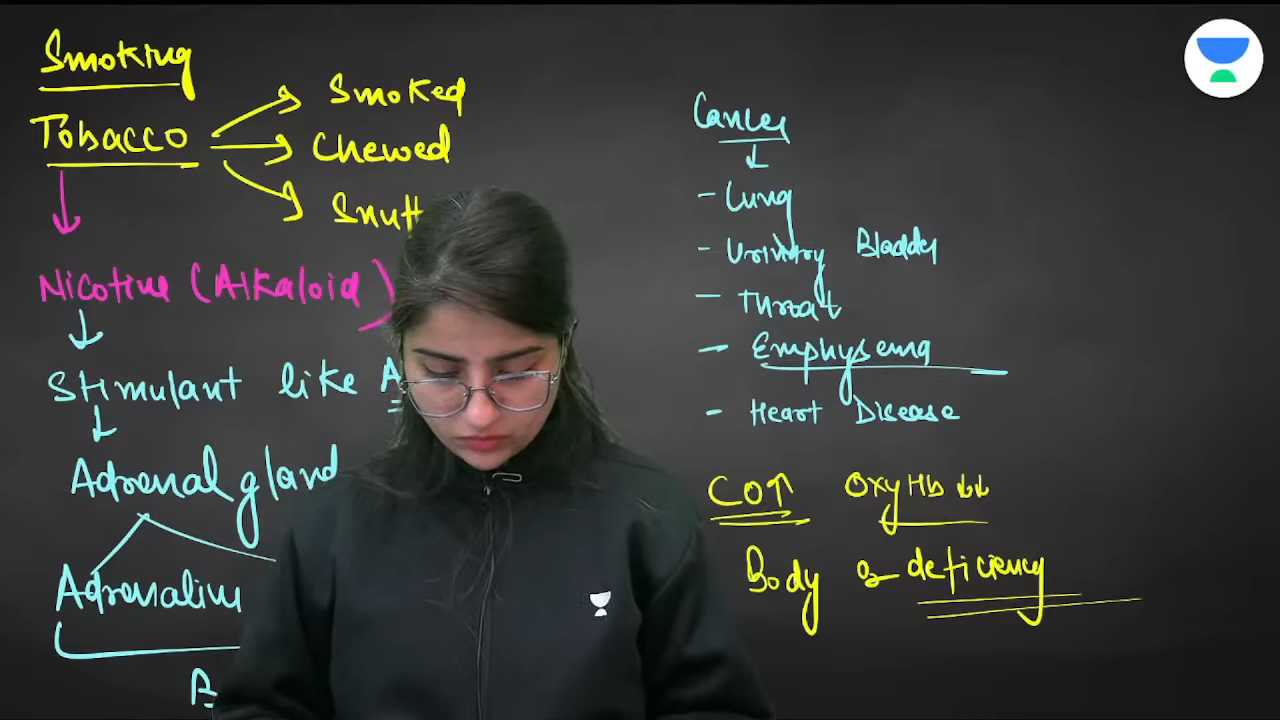 Smoking
Tobacco → Smoked
→ Chewed
→
↓
Nicotine (Alkaloid)
↓
Stimulant like
↓
Adrenal gland
Adrenaline
Cancer
↓
- Lung
- Urinary Bladder
- Throat
- Emphysema
- Heart Disease
CO↑ OxyHb ↓↓
Body O2 deficiency